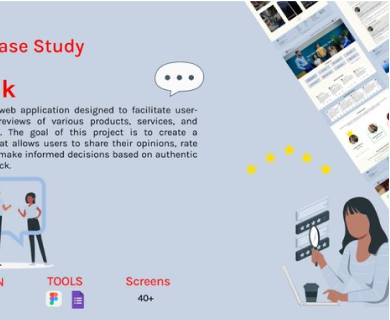 ase Study
k
web application designed to facilitate user-
reviews of various products, services, and
. The goal of this project is to create a
at allows users to share their opinions, rate
make informed decisions based on authentic
ck.
N TOOLS Screens
40+